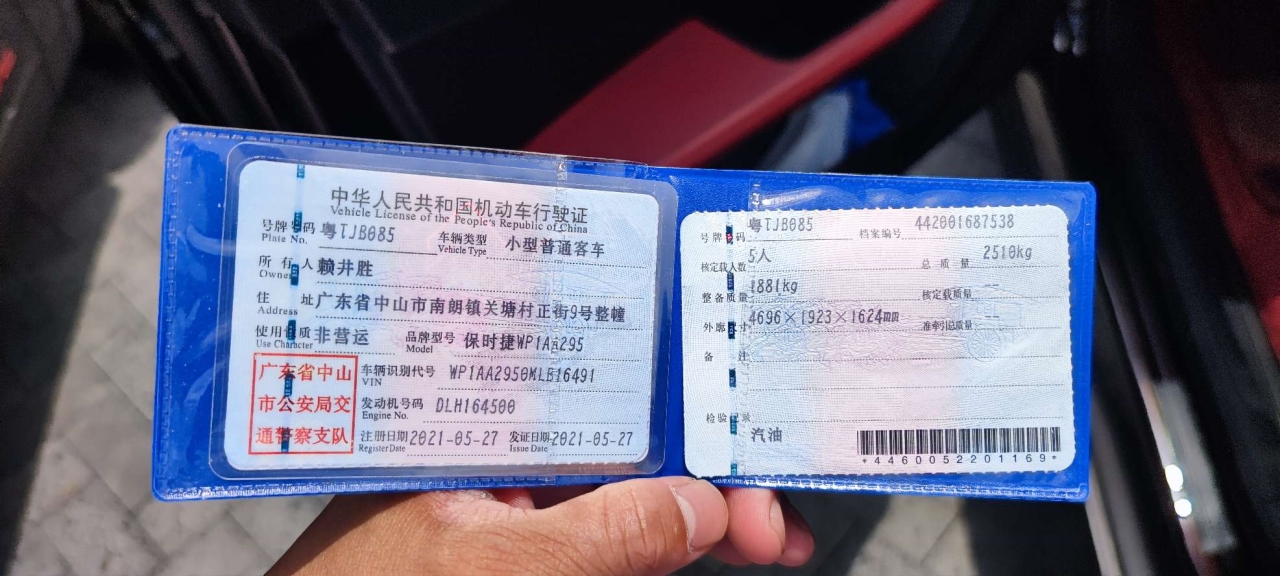 中华人民共和国机动车行驶证
Vehicle License of the People's Republic of China
号牌号码 粤TJB085 车辆类型 小型普通客车
Plate No. Vehicle Type
所有人 赖井胜
Owner
住址 广东省中山市南朗镇关塘村正街9号整幢
Address
使用性质 非营运 品牌型号 保时捷WP1AA295
Use Character Model
广东省中山
市公安局交
通警察支队
车辆识别代号 WP1AA2950MLB16491
VIN
发动机号码 DLH164500
Engine No.
注册日期 2021-05-27 发证日期 2021-05-27
Register Date Issue Date
号牌号码 粤TJB085 档案编号 442001687538
核定载人数 5人 总质量 2510kg
整备质量 1881kg 核定载质量 --
外廓尺寸 4696×1923×1624mm 准牵引总质量 --
备注
检验记录
汽油
*4460052201169*